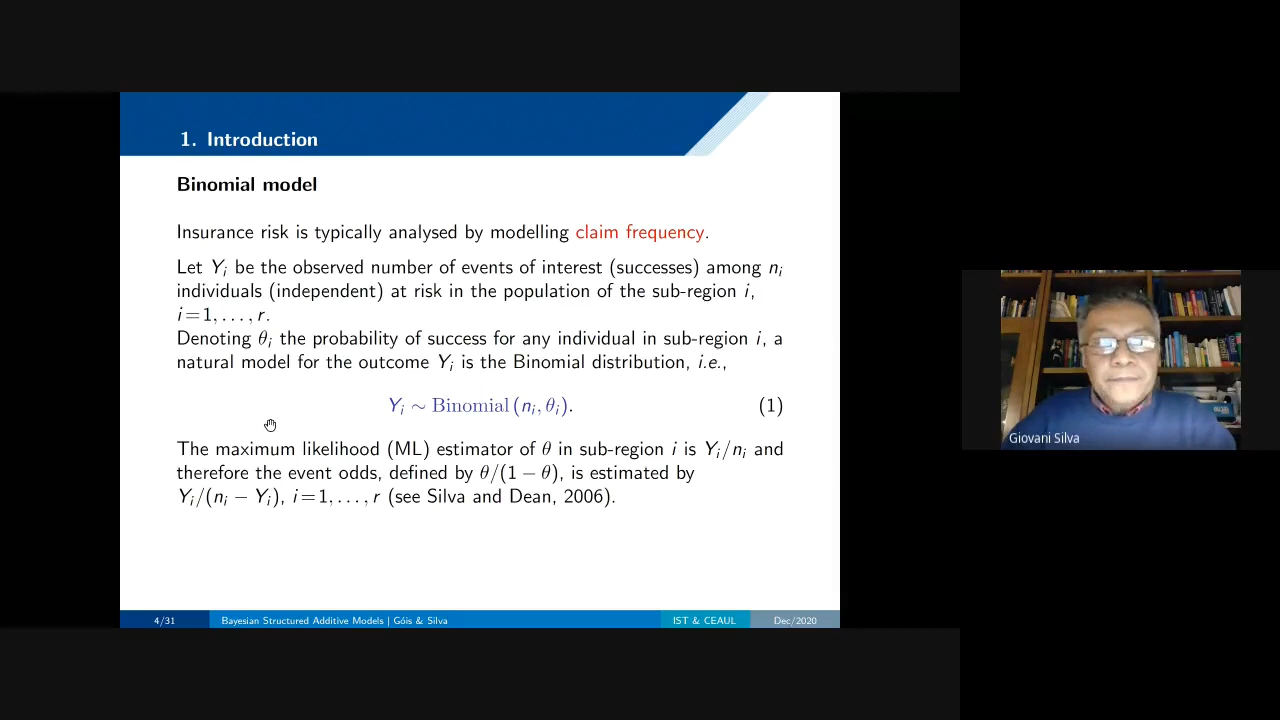 1. Introduction
Binomial model
Insurance risk is typically analysed by modelling claim frequency.
Let Yi be the observed number of events of interest (successes) among ni
individuals (independent) at risk in the population of the sub-region i,
i=1, . . . , r.
Denoting θi the probability of success for any individual in sub-region i, a
natural model for the outcome Yi is the Binomial distribution, i.e.,
Yi ∼ Binomial (ni, θi). (1)
The maximum likelihood (ML) estimator of θ in sub-region i is Yi/ni and
therefore the event odds, defined by θ/(1 − θ), is estimated by
Yi/(ni − Yi), i=1, . . . , r (see Silva and Dean, 2006).
4/31 Bayesian Structured Additive Models | Góis & Silva IST & CEAUL Dec/2020
Giovani Silva